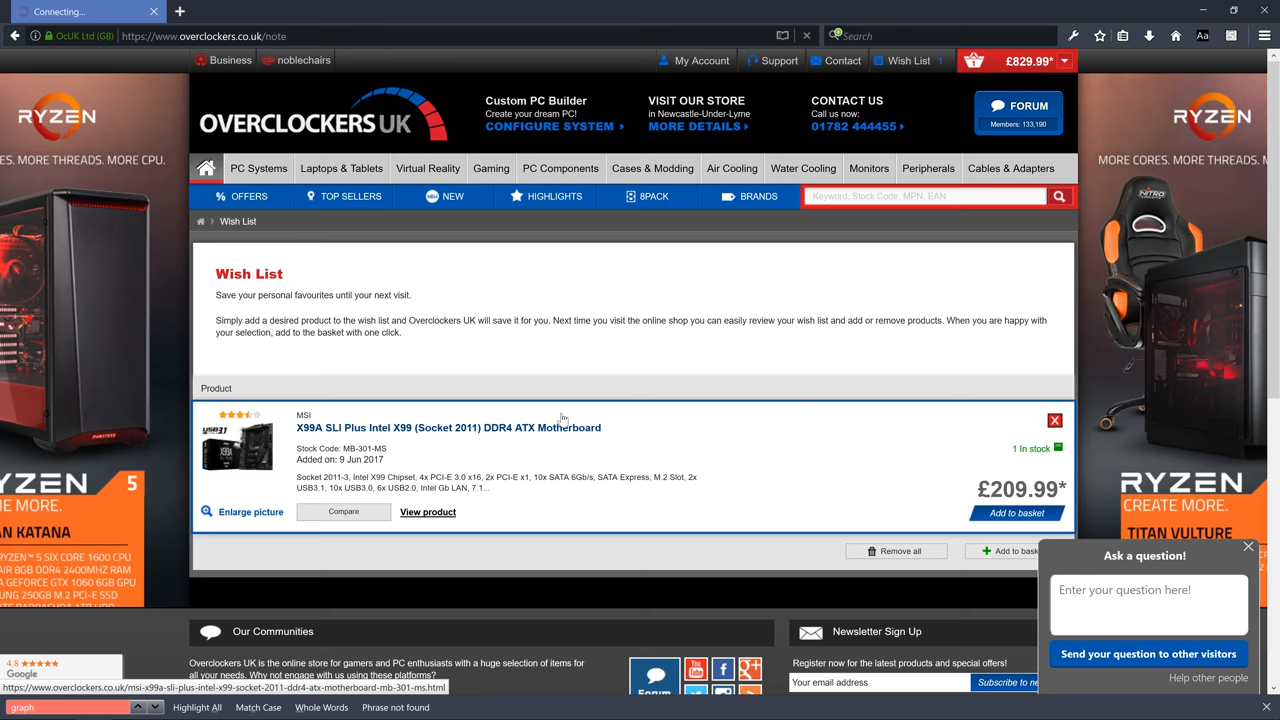 Connecting...
OcUK Ltd (GB) https://www.overclockers.co.uk/note Search
Business noblechairs My Account Support Contact Wish List 1 £829.99*
RYZEN
ES. MORE THREADS. MORE CPU.
OVERCLOCKERS UK
Custom PC Builder
Create your dream PC!
CONFIGURE SYSTEM
VISIT OUR STORE
in Newcastle-Under-Lyme
MORE DETAILS
CONTACT US
Call us now:
01782 444455
FORUM
Members: 133,190
RYZEN
MORE CORES. MORE THREADS. MO
PC Systems Laptops & Tablets Virtual Reality Gaming PC Components Cases & Modding Air Cooling Water Cooling Monitors Peripherals Cables & Adapters
OFFERS TOP SELLERS NEW HIGHLIGHTS 8PACK BRANDS Keyword, Stock Code, MPN, EAN
Wish List
Wish List
Save your personal favourites until your next visit.
Simply add a desired product to the wish list and Overclockers UK will save it for you. Next time you visit the online shop you can easily review your wish list and add or remove products. When you are happy with
your selection, add to the basket with one click.
Product
USB 3.1
MSI
X99A SLI Plus Intel X99 (Socket 2011) DDR4 ATX Motherboard
Stock Code: MB-301-MS
Added on: 9 Jun 2017
Socket 2011-3, Intel X99 Chipset, 4x PCI-E 3.0 x16, 2x PCI-E x1, 10x SATA 6Gb/s, SATA Express, M.2 Slot, 2x
USB3.1, 10x USB3.0, 6x USB2.0, Intel Gb LAN, 7.1...
1 In stock
£209.99*
Add to basket
Enlarge picture Compare View product
Remove all Add to bask
YZEN 5
NE MORE.
AN KATANA
RYZEN™ 5 SIX CORE 1600 CPU
AIR 8GB DDR4 2400MHZ RAM
A GEFORCE GTX 1060 6GB GPU
UNG 250GB M.2 PCI-E SSD
NITRO
RYZEN
CREATE MORE.
TITAN VULTURE
Ask a question!
Enter your question here!
Send your question to other visitors
Help other people
Our Communities
Overclockers UK is the online store for gamers and PC enthusiasts with a huge selection of items for
all your needs. Why not engage with us using these platforms?
Forum
You Tube
Newsletter Sign Up
Register now for the latest products and special offers!
Your email address Subscribe to ne
4.8
Google
https://www.overclockers.co.uk/msi-x99a-sli-plus-intel-x99-socket-2011-ddr4-atx-motherboard-mb-301-ms.html
graph Highlight All Match Case Whole Words Phrase not found